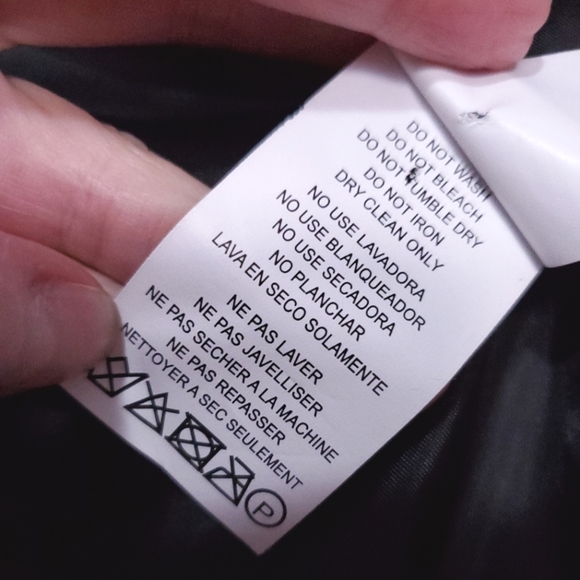 DO NOT WASH
DO NOT BLEACH
DO NOT TUMBLE DRY
DO NOT IRON
DRY CLEAN ONLY
NO USE LAVADORA
NO USE BLANQUEADOR
NO USE SECADORA
NO PLANCHAR
LAVA EN SECO SOLAMENTE
NE PAS LAVER
NE PAS JAVELLISER
NE PAS SECHER A LA MACHINE
NE PAS REPASSER
NETTOYER A SEC SEULEMENT
P